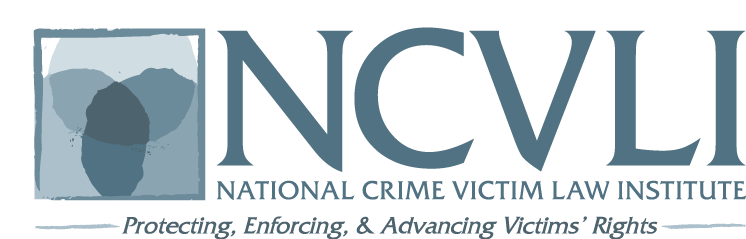 NCVLI
NATIONAL CRIME VICTIM LAW INSTITUTE
Protecting, Enforcing, & Advancing Victims' Rights